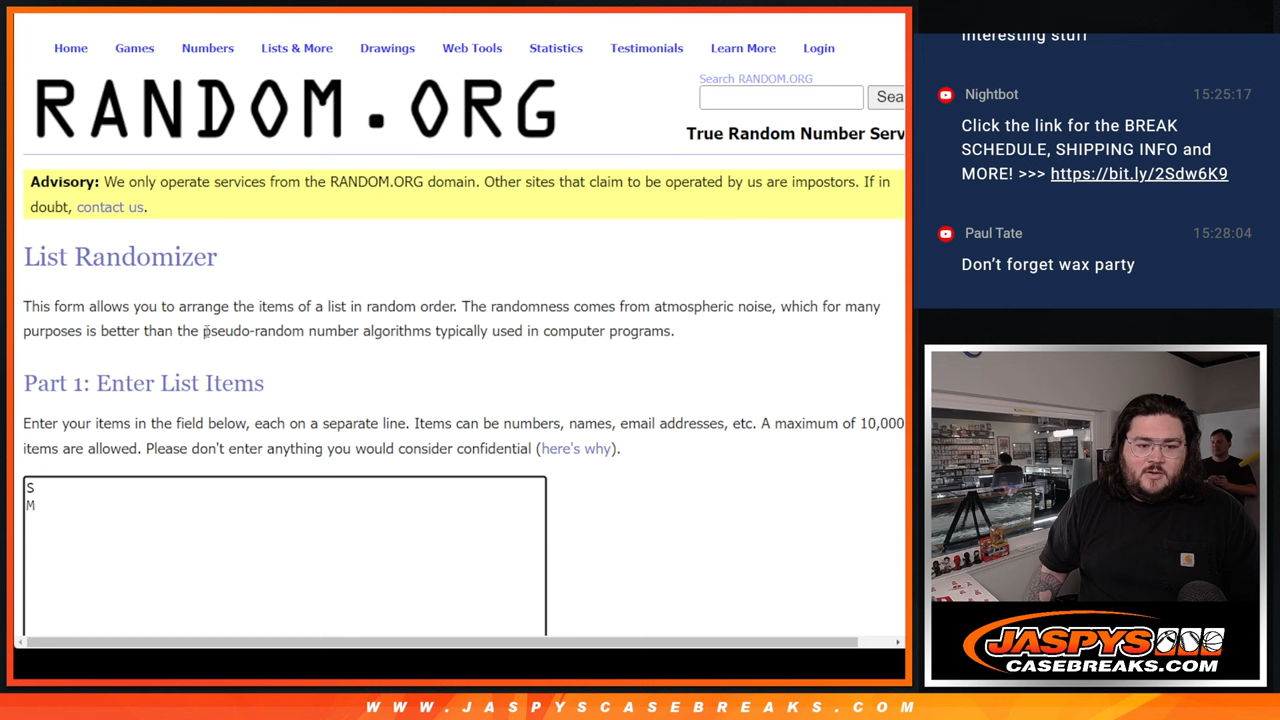 Home Games Numbers Lists & More Drawings Web Tools Statistics Testimonials Learn More Login
RANDOM.ORG
Search RANDOM.ORG
Sea
True Random Number Serv
Advisory: We only operate services from the RANDOM.ORG domain. Other sites that claim to be operated by us are impostors. If in
doubt, contact us.
List Randomizer
This form allows you to arrange the items of a list in random order. The randomness comes from atmospheric noise, which for many
purposes is better than the pseudo-random number algorithms typically used in computer programs.
Part 1: Enter List Items
Enter your items in the field below, each on a separate line. Items can be numbers, names, email addresses, etc. A maximum of 10,000
items are allowed. Please don't enter anything you would consider confidential (here's why).
S
M
interesting stuff
Nightbot 15:25:17
Click the link for the BREAK
SCHEDULE, SHIPPING INFO and
MORE! >>> https://bit.ly/2Sdw6K9
Paul Tate 15:28:04
Don't forget wax party
JASPYS
CASEBREAKS.COM
WWW.JASPYSCASEBREAKS.COM